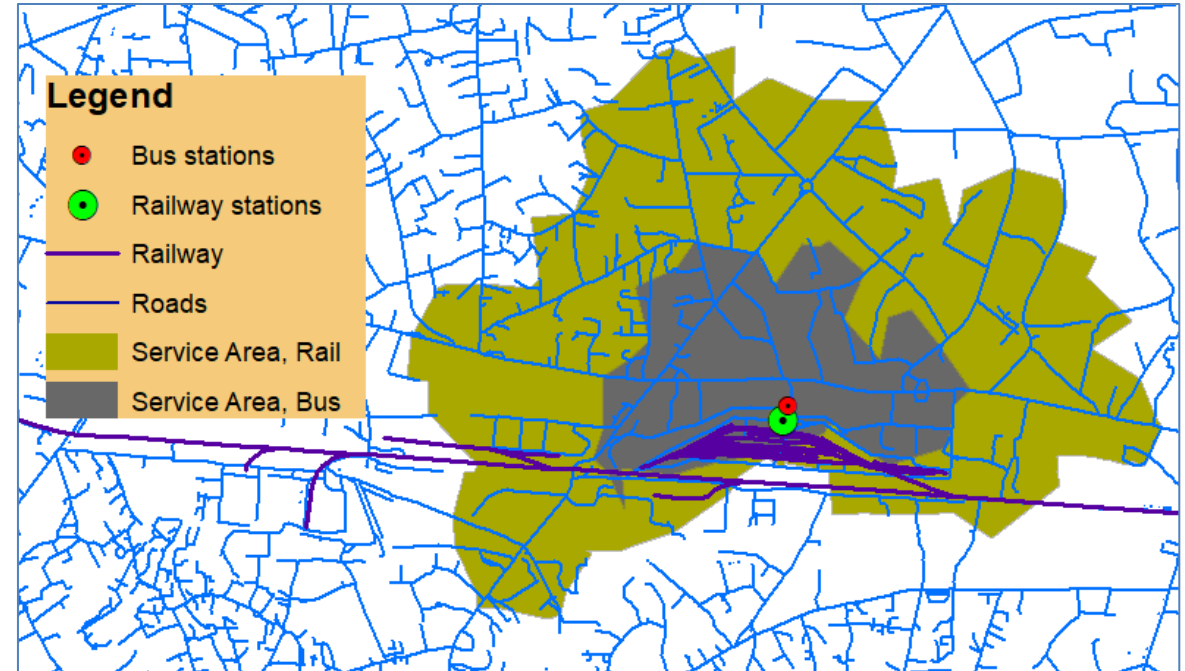 Legend
Bus stations
Railway stations
Railway
Roads
Service Area, Rail
Service Area, Bus